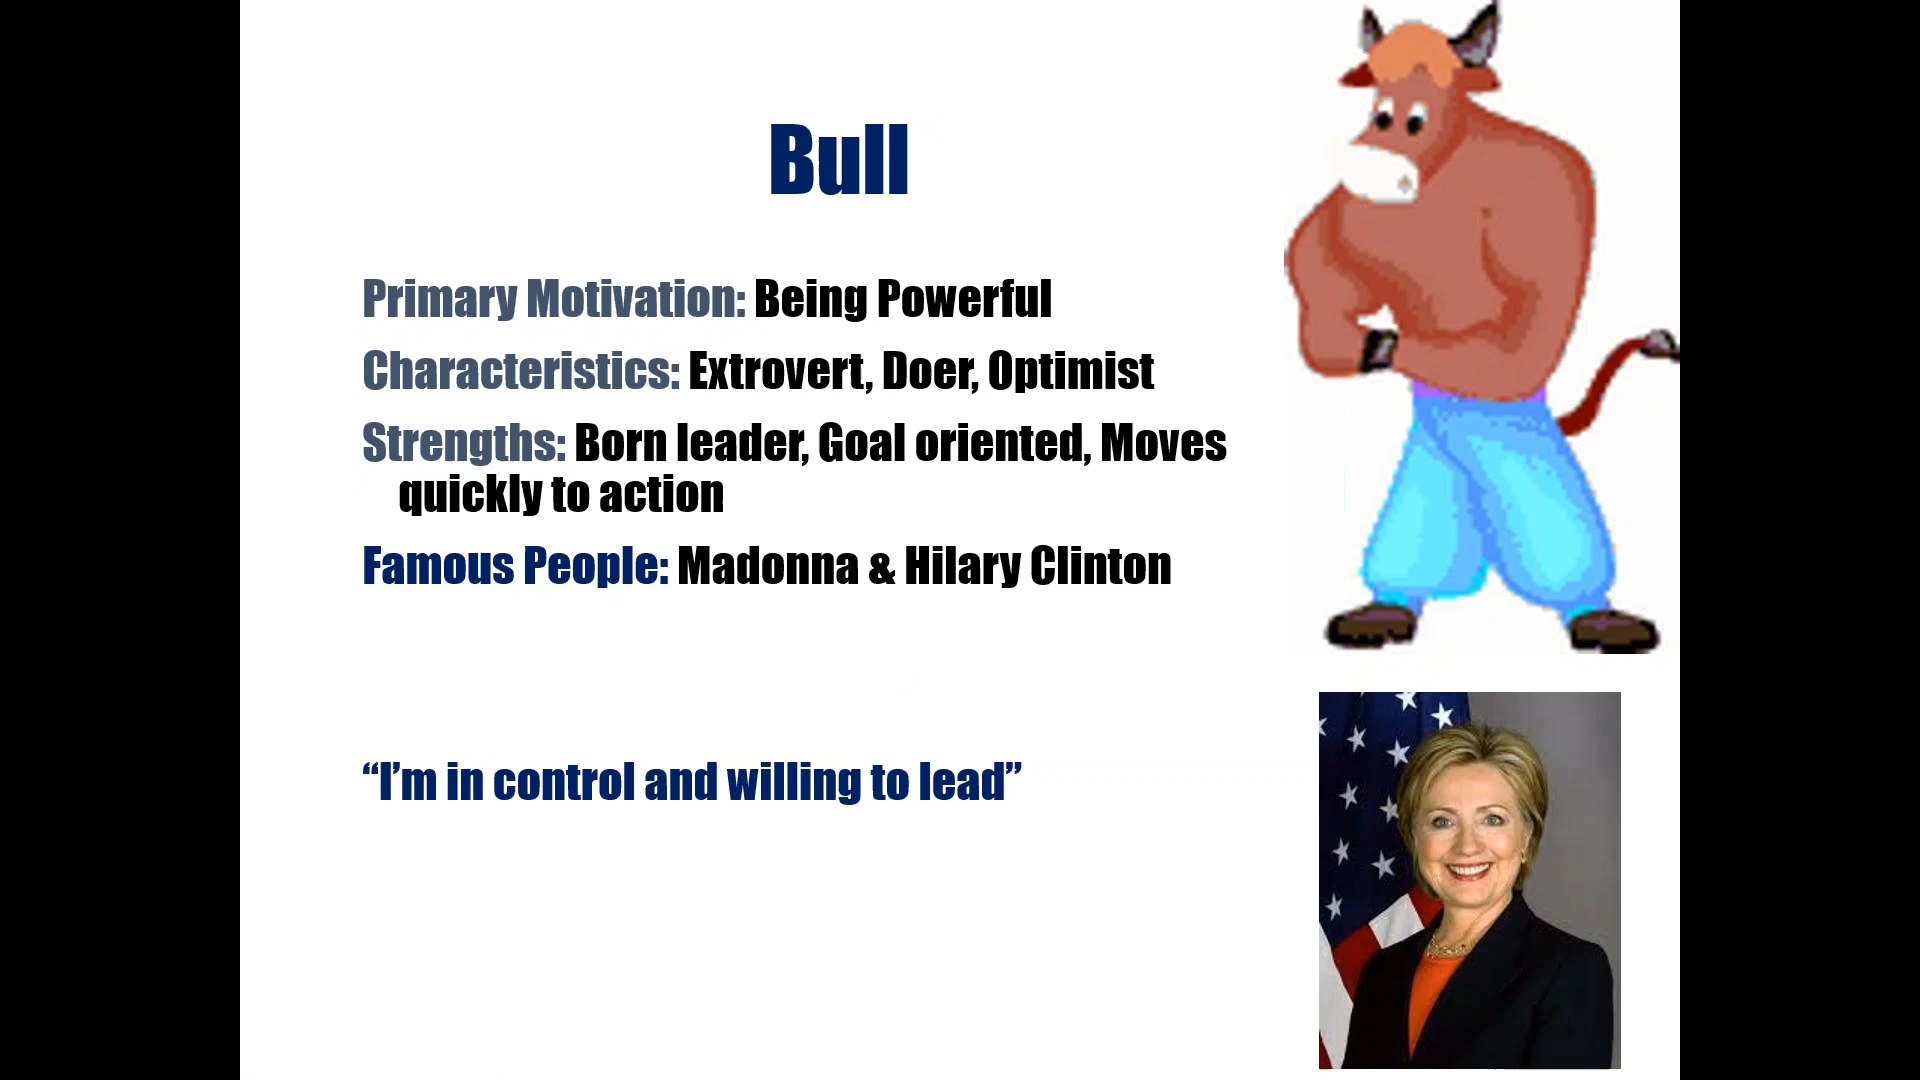 Bull
Primary Motivation: Being Powerful
Characteristics: Extrovert, Doer, Optimist
Strengths: Born leader, Goal oriented, Moves
quickly to action
Famous People: Madonna & Hilary Clinton
“I’m in control and willing to lead”